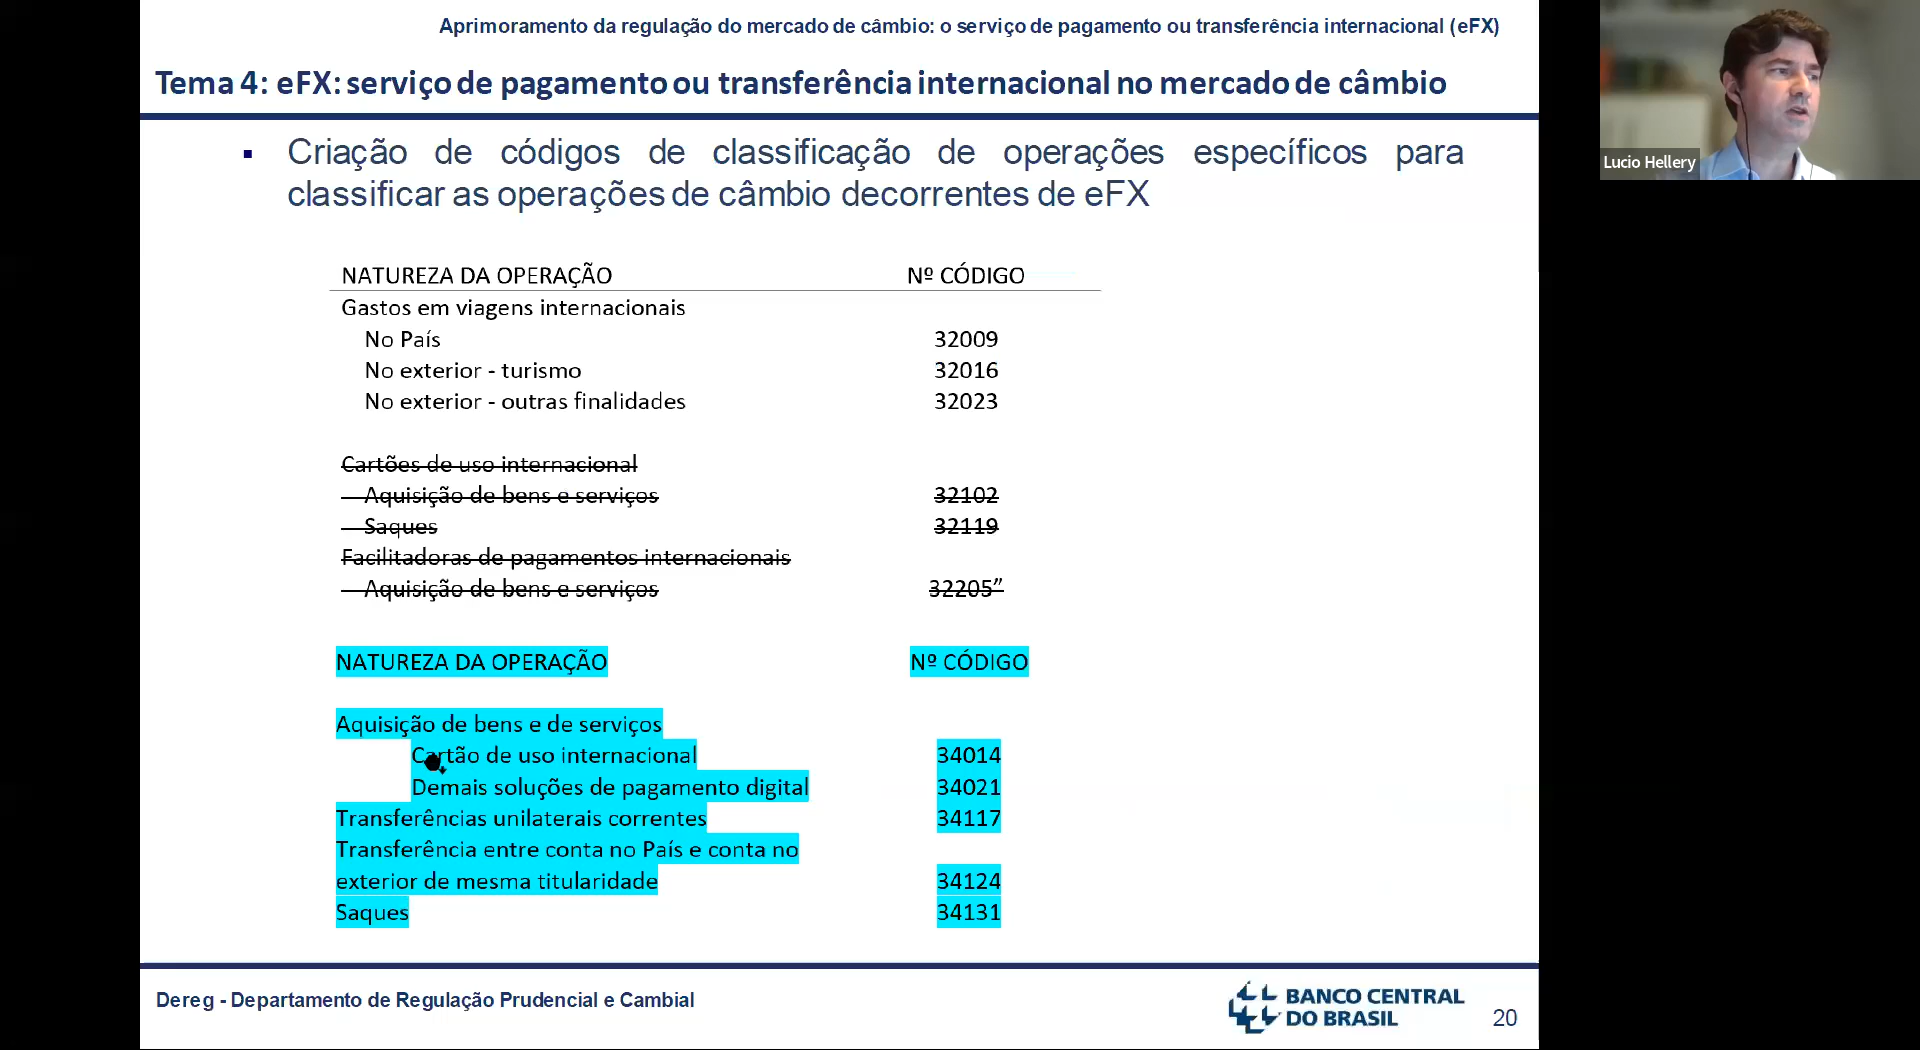 Aprimoramento da regulação do mercado de câmbio: o serviço de pagamento ou transferência internacional (eFX)
Tema 4: eFX: serviço de pagamento ou transferência internacional no mercado de câmbio
Lucio Hellery
▪ Criação de códigos de classificação de operações específicos para
classificar as operações de câmbio decorrentes de eFX
NATUREZA DA OPERAÇÃO Nº CÓDIGO
Gastos em viagens internacionais
No País 32009
No exterior - turismo 32016
No exterior - outras finalidades 32023
Cartões de uso internacional
Aquisição de bens e serviços 32102
Saques 32119
Facilitadoras de pagamentos internacionais
Aquisição de bens e serviços 32205”
NATUREZA DA OPERAÇÃO Nº CÓDIGO
Aquisição de bens e de serviços
Cartão de uso internacional 34014
Demais soluções de pagamento digital 34021
Transferências unilaterais correntes 34117
Transferência entre conta no País e conta no
exterior de mesma titularidade 34124
Saques 34131
Dereg - Departamento de Regulação Prudencial e Cambial
BANCO CENTRAL
DO BRASIL
20